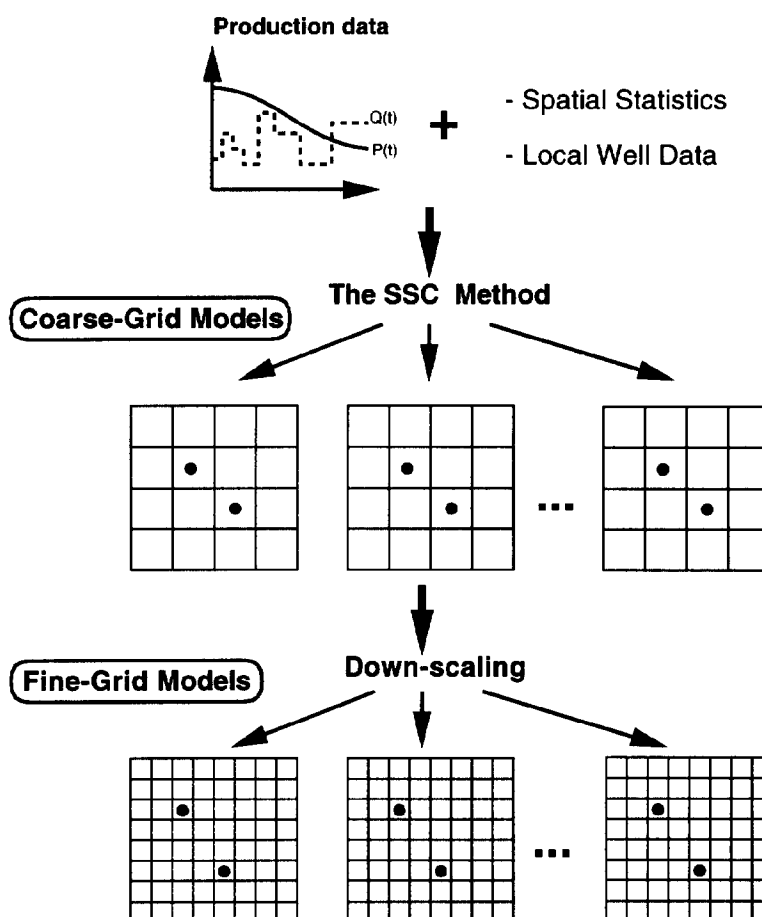 Production data
Q(t)
P(t)
+
- Spatial Statistics
- Local Well Data
The SSC Method
Coarse-Grid Models
...
Down-scaling
Fine-Grid Models
...